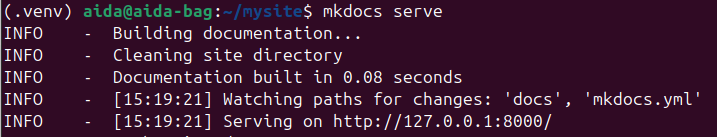 (.venv) aida@aida-bag:~/mysite$ mkdocs serve
INFO    -  Building documentation...
INFO    -  Cleaning site directory
INFO    -  Documentation built in 0.08 seconds
INFO    -  [15:19:21] Watching paths for changes: 'docs', 'mkdocs.yml'
INFO    -  [15:19:21] Serving on http://127.0.0.1:8000/